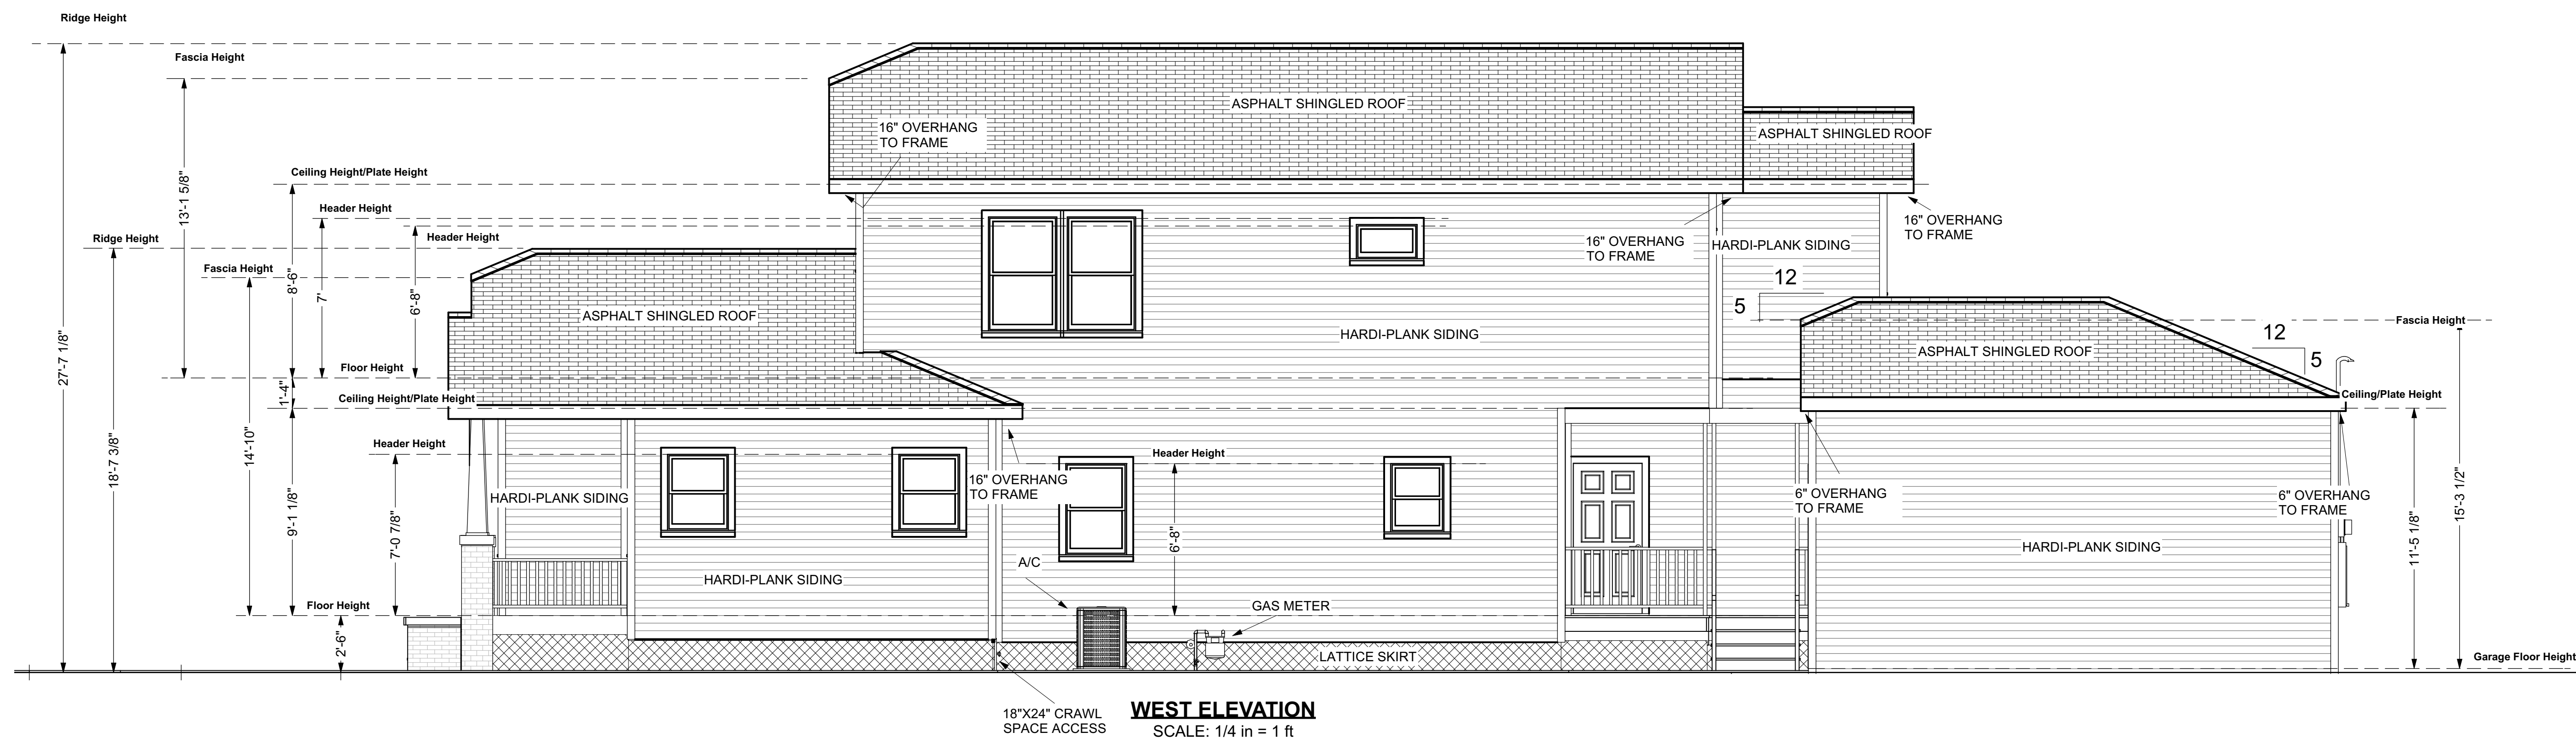 Ridge Height
Fascia Height
ASPHALT SHINGLED ROOF
16" OVERHANG
TO FRAME
ASPHALT SHINGLED ROOF
Ceiling Height/Plate Height
13'-1 5/8"
Header Height
16" OVERHANG
TO FRAME
Ridge Height
Header Height
16" OVERHANG
TO FRAME
HARDI-PLANK SIDING
Fascia Height
8'-6"
7'
6'-8"
12
5
ASPHALT SHINGLED ROOF
HARDI-PLANK SIDING
Fascia Height
12
5
ASPHALT SHINGLED ROOF
27'-7 1/8"
Floor Height
1'-4"
Ceiling Height/Plate Height
Ceiling/Plate Height
18'-7 3/8"
14'-10"
Header Height
Header Height
9'-1 1/8"
7'-0 7/8"
HARDI-PLANK SIDING
16" OVERHANG
TO FRAME
6'-8"
6" OVERHANG
TO FRAME
6" OVERHANG
TO FRAME
15'-3 1/2"
11'-5 1/8"
HARDI-PLANK SIDING
A/C
HARDI-PLANK SIDING
Floor Height
GAS METER
2'-6"
LATTICE SKIRT
Garage Floor Height
18"X24" CRAWL
SPACE ACCESS
WEST ELEVATION
SCALE: 1/4 in = 1 ft